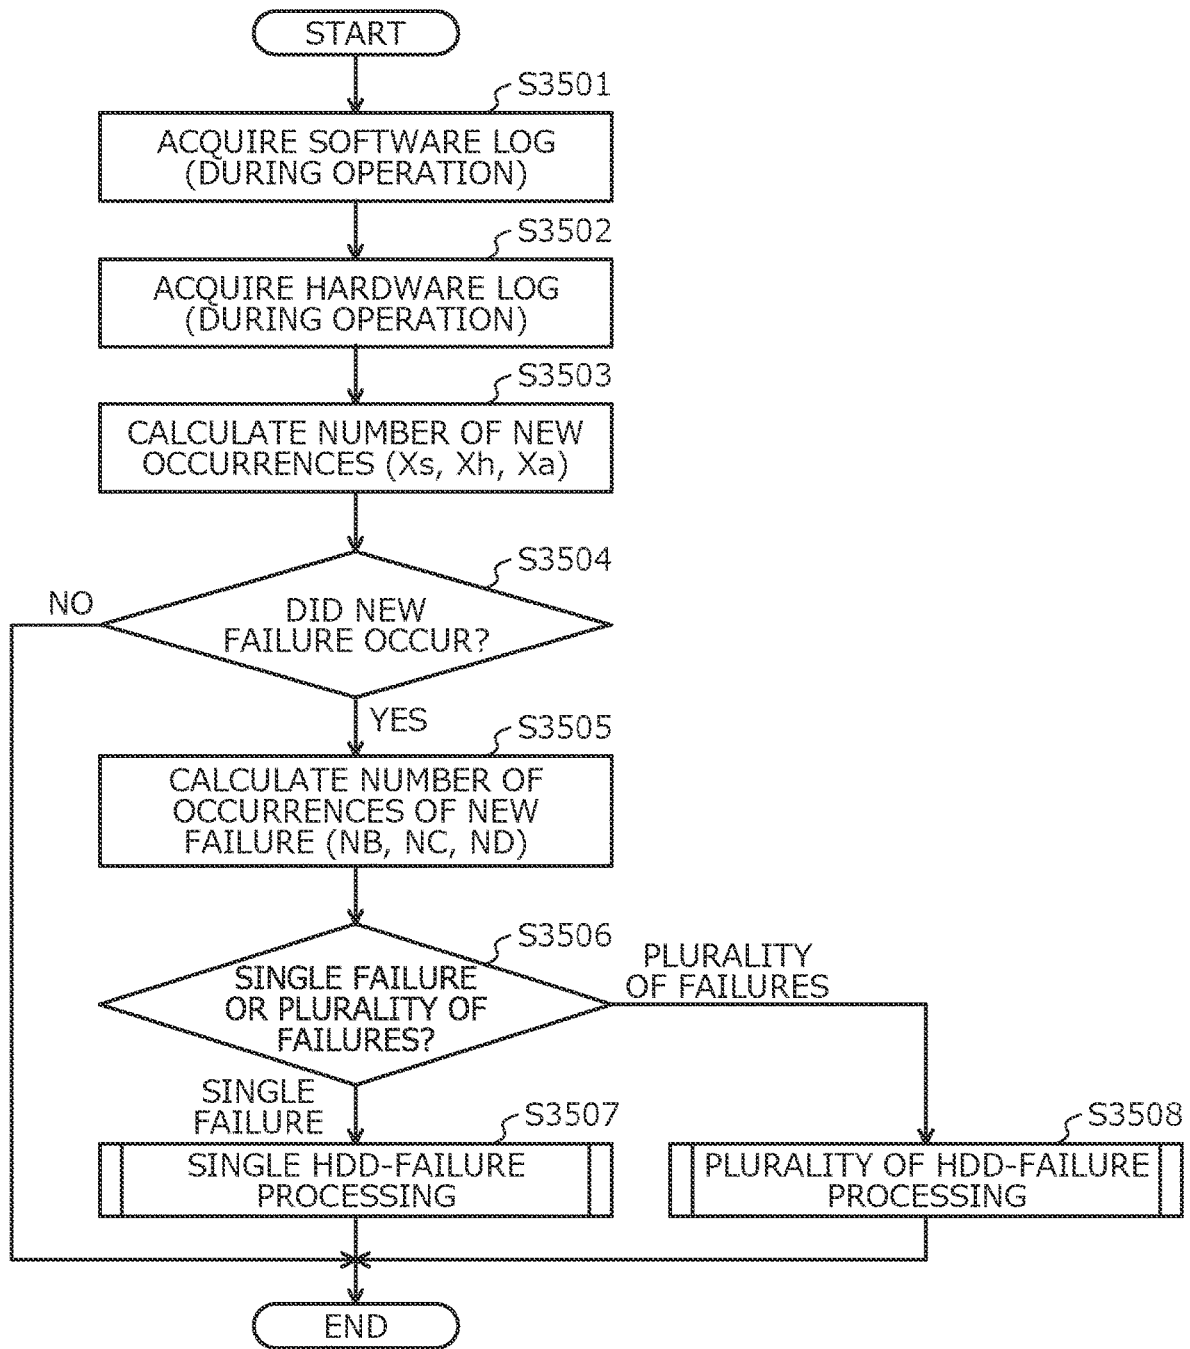 START
S3501
ACQUIRE SOFTWARE LOG
(DURING OPERATION)
S3502
ACQUIRE HARDWARE LOG
(DURING OPERATION)
S3503
CALCULATE NUMBER OF NEW
OCCURRENCES (Xs, Xh, Xa)
S3504
NO
DID NEW
FAILURE OCCUR?
YES
S3505
CALCULATE NUMBER OF
OCCURRENCES OF NEW
FAILURE (NB, NC, ND)
S3506
SINGLE FAILURE
OR PLURALITY OF
FAILURES?
PLURALITY
OF FAILURES
SINGLE
FAILURE
S3507
SINGLE HDD-FAILURE
PROCESSING
S3508
PLURALITY OF HDD-FAILURE
PROCESSING
END